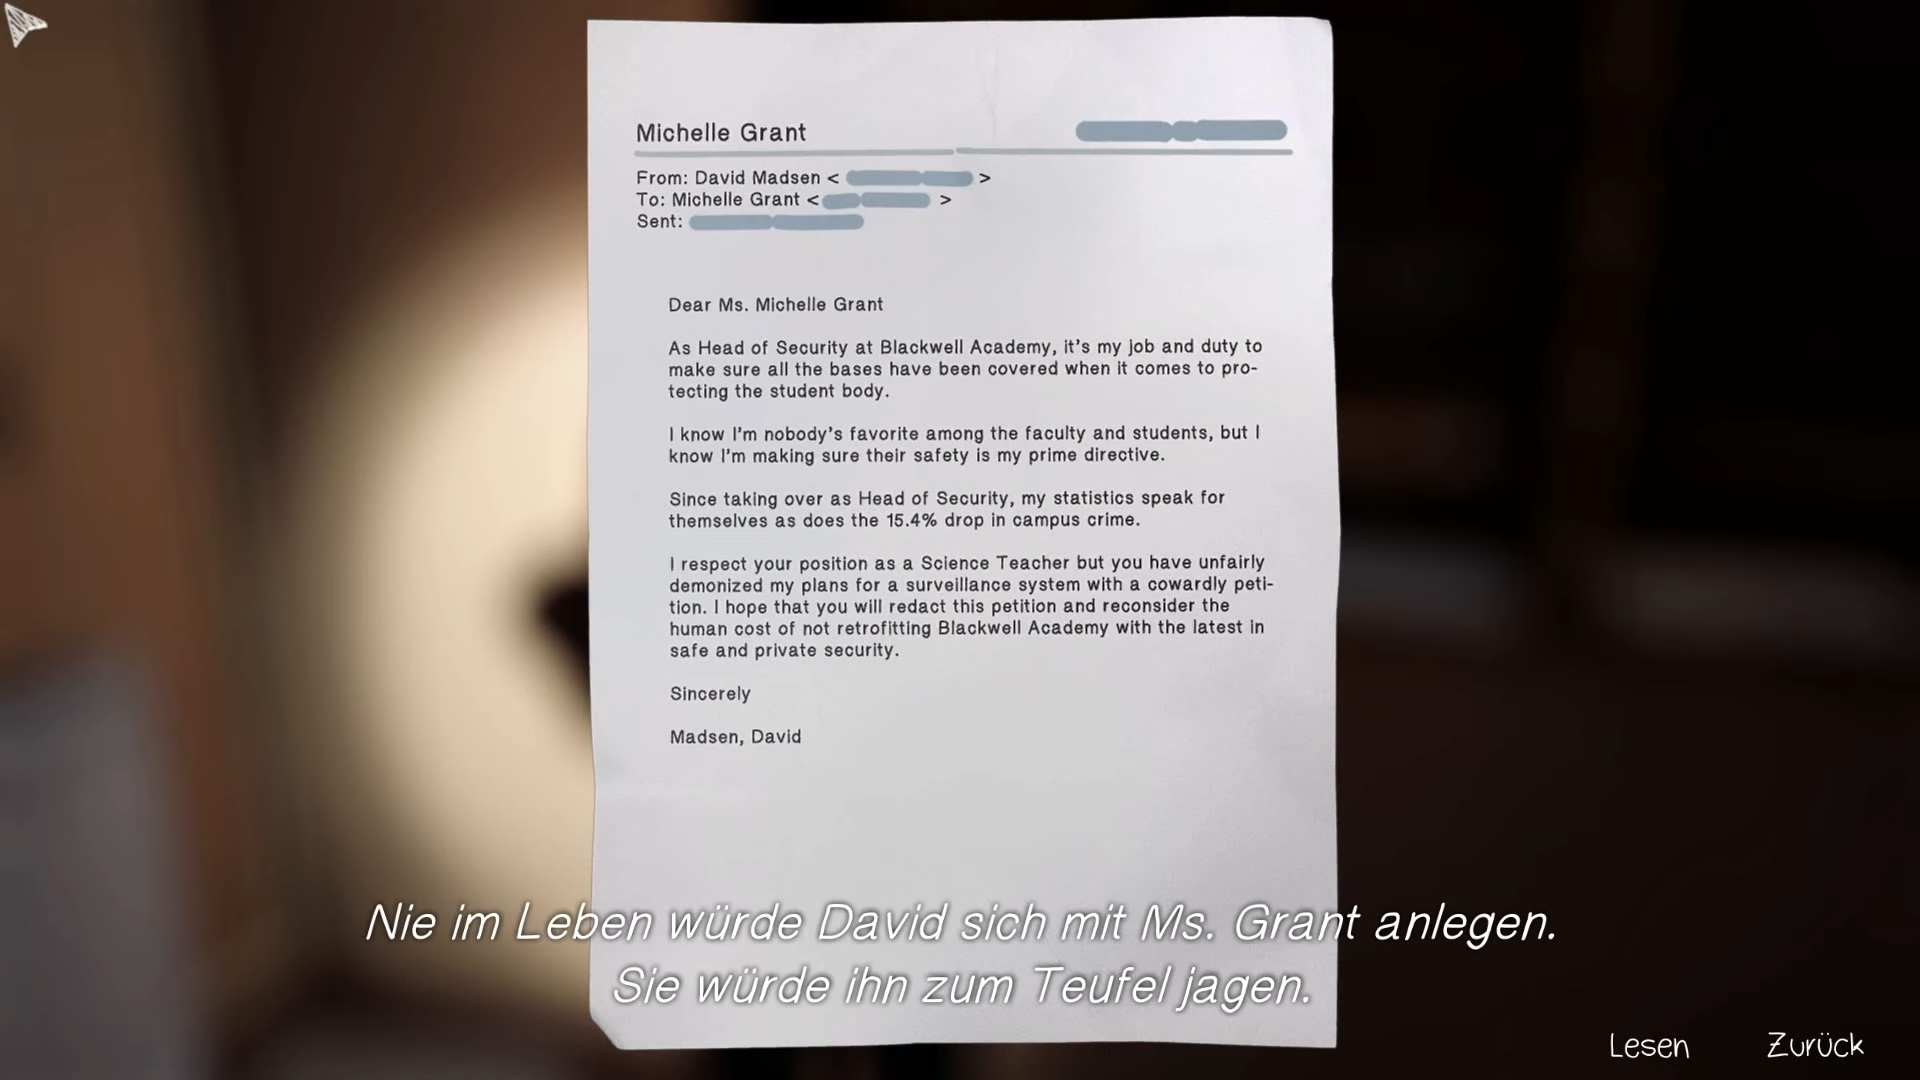 Michelle Grant
From: David Madsen < >
To: Michelle Grant < >
Sent:
Dear Ms. Michelle Grant
As Head of Security at Blackwell Academy, it's my job and duty to
make sure all the bases have been covered when it comes to pro-
tecting the student body.
I know I'm nobody's favorite among the faculty and students, but I
know I'm making sure their safety is my prime directive.
Since taking over as Head of Security, my statistics speak for
themselves as does the 15.4% drop in campus crime.
I respect your position as a Science Teacher but you have unfairly
demonized my plans for a surveillance system with a cowardly peti-
tion. I hope that you will redact this petition and reconsider the
human cost of not retrofitting Blackwell Academy with the latest in
safe and private security.
Sincerely
Madsen, David
Nie im Leben würde David sich mit Ms. Grant anlegen.
Sie würde ihn zum Teufel jagen.
Lesen Zurück